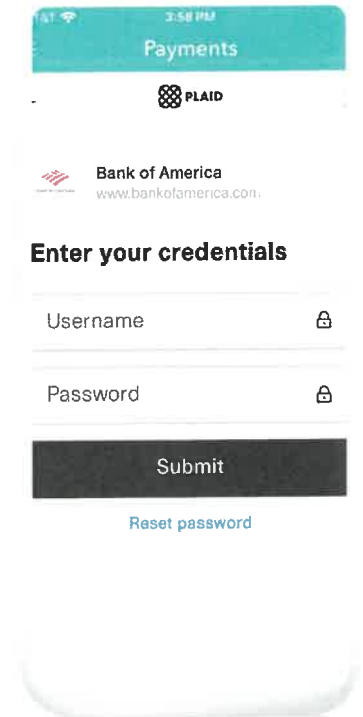 3:58 PM
Payments
PLAID
Bank of America
www.bankofamerica.com
Enter your credentials
Username
Password
Submit
Reset password